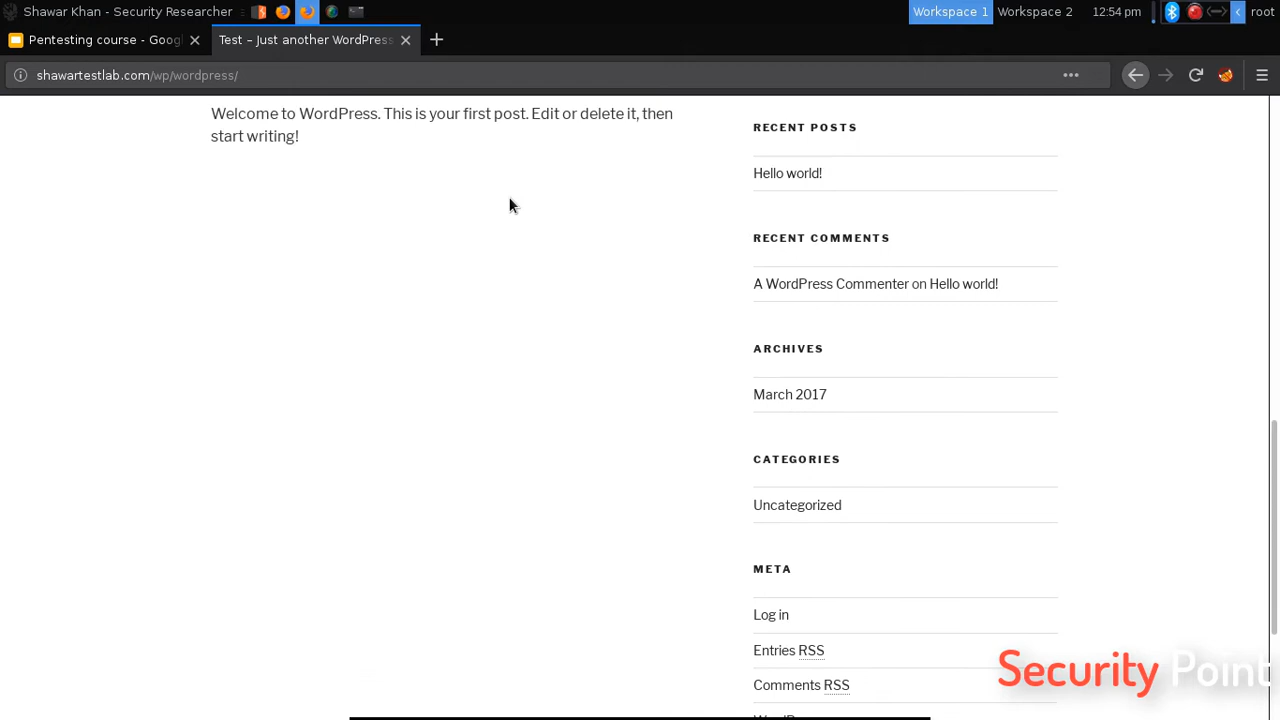 Shawar Khan - Security Researcher
Workspace 1 Workspace 2 12:54 pm root
Pentesting course - Goog
Test – Just another WordPress
shawartestlab.com/wp/wordpress/
Welcome to WordPress. This is your first post. Edit or delete it, then
start writing!
RECENT POSTS
Hello world!
RECENT COMMENTS
A WordPress Commenter on Hello world!
ARCHIVES
March 2017
CATEGORIES
Uncategorized
META
Log in
Entries RSS
Comments RSS
Security Point